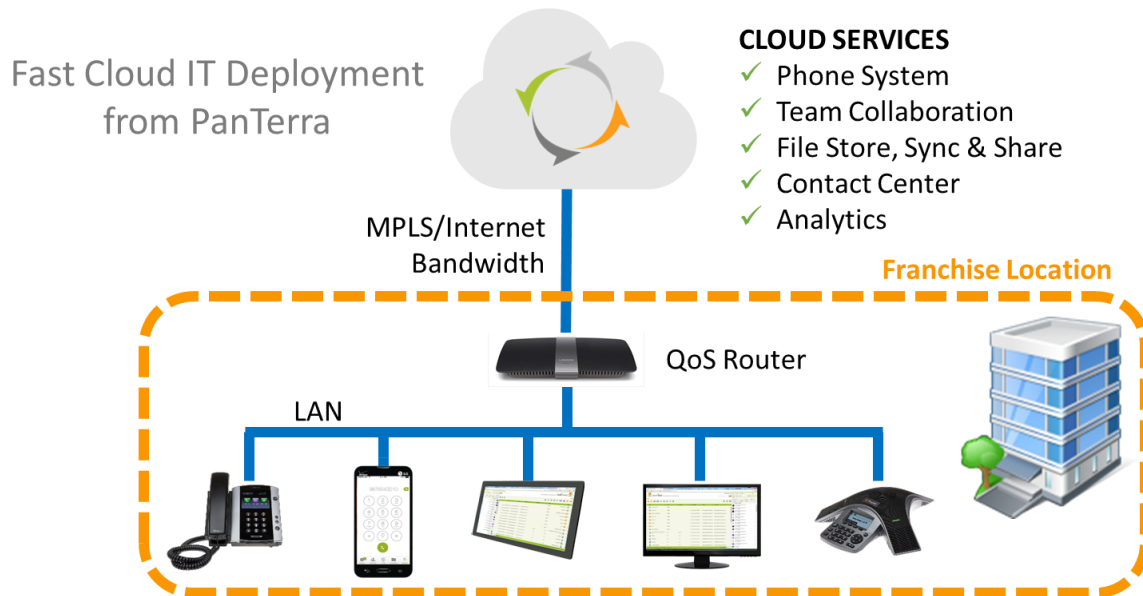 Fast Cloud IT Deployment
from PanTerra
CLOUD SERVICES
✓ Phone System
✓ Team Collaboration
✓ File Store, Sync & Share
✓ Contact Center
✓ Analytics
MPLS/Internet
Bandwidth
Franchise Location
QoS Router
LAN